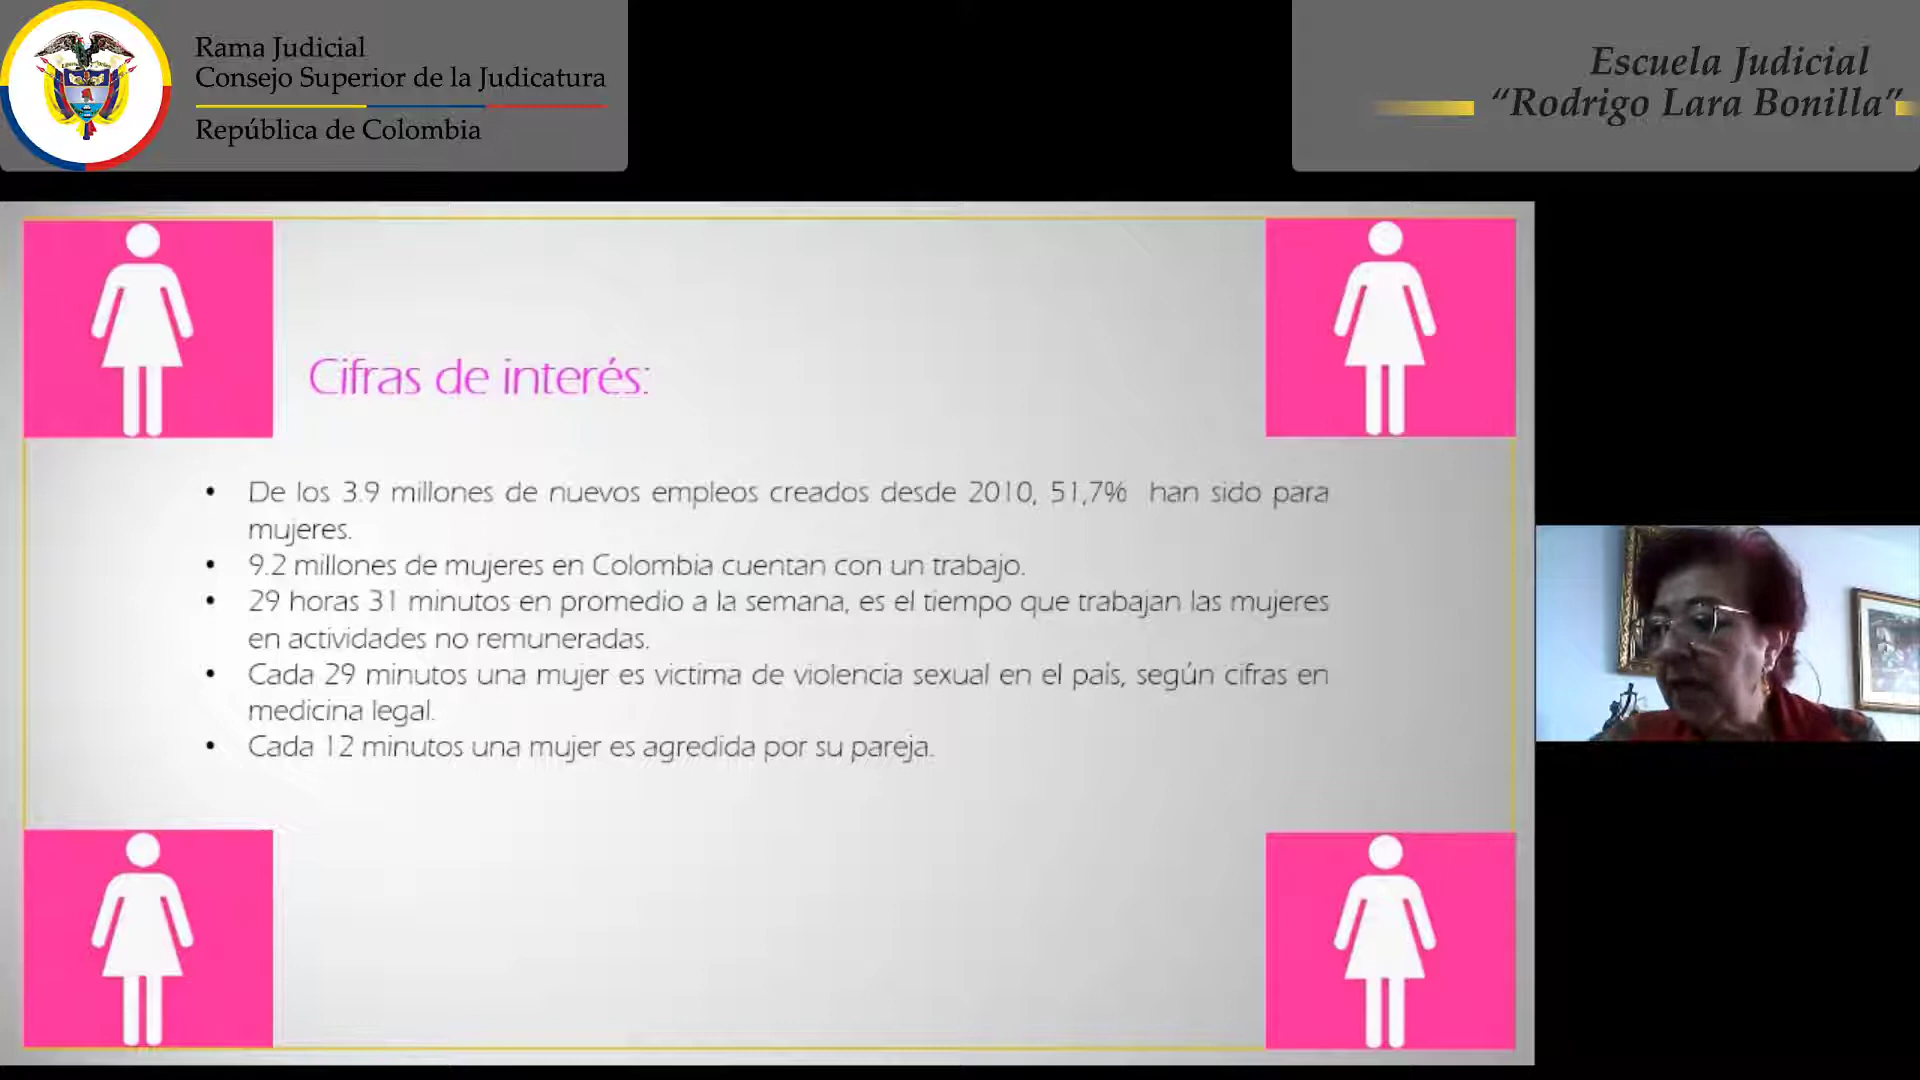 Rama Judicial
Consejo Superior de la Judicatura
República de Colombia
Escuela Judicial
“Rodrigo Lara Bonilla”
Cifras de interés:
• De los 3.9 millones de nuevos empleos creados desde 2010, 51,7% han sido para
mujeres.
• 9.2 millones de mujeres en Colombia cuentan con un trabajo.
• 29 horas 31 minutos en promedio a la semana, es el tiempo que trabajan las mujeres
en actividades no remuneradas.
• Cada 29 minutos una mujer es victima de violencia sexual en el país, según cifras en
medicina legal.
• Cada 12 minutos una mujer es agredida por su pareja.